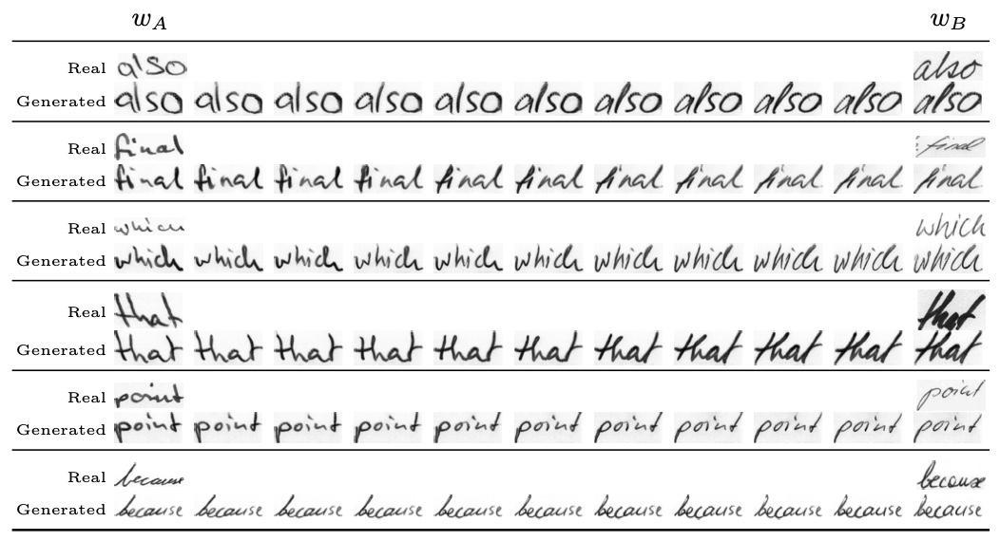 w_A w_B
Real also also
Generated also also also also also also also also also also also
Real final final
Generated final final final final final final final final final final final
Real which which
Generated which which which which which which which which which which which
Real that that
Generated that that that that that that that that that that that
Real point point
Generated point point point point point point point point point point point
Real because because
Generated because because because because because because because because because because because